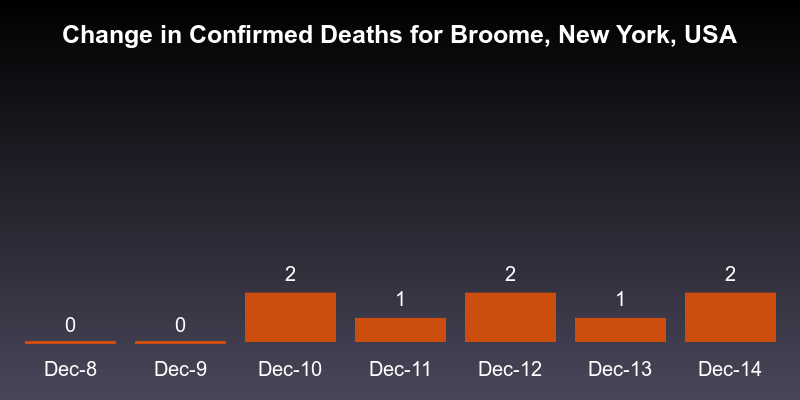 Change in Confirmed Deaths for Broome, New York, USA
0 0 2 1 2 1 2
Dec-8 Dec-9 Dec-10 Dec-11 Dec-12 Dec-13 Dec-14